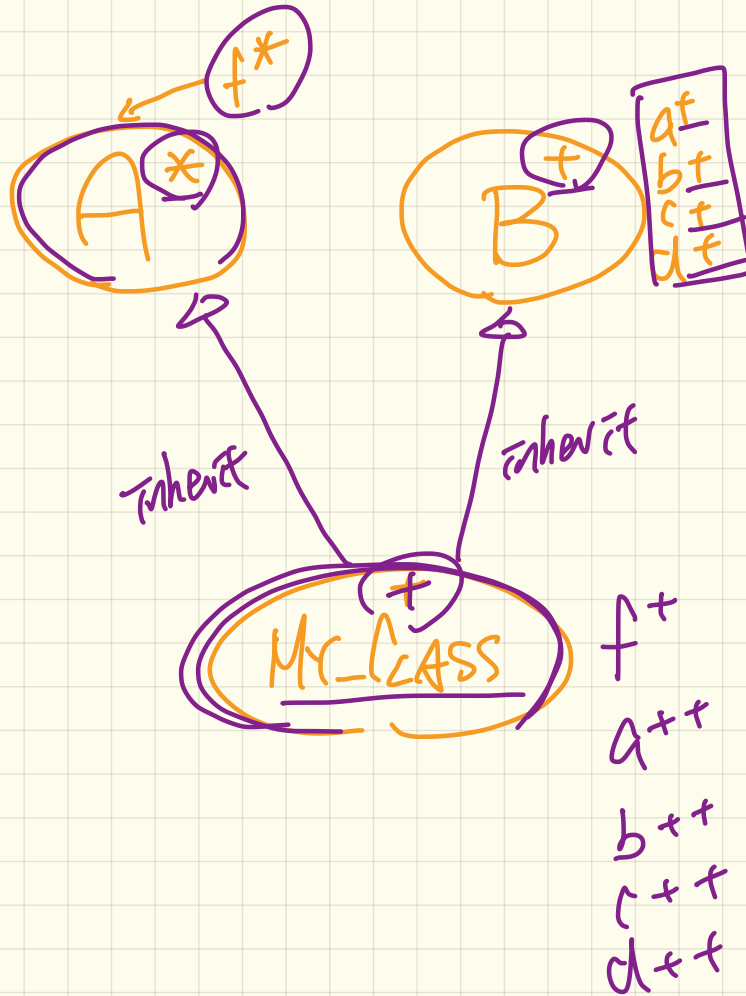 f*
A *
B +
a+
b+
c+
d+
inherit
inherit
+
MY_CLASS
f+
a++
b++
c++
d++